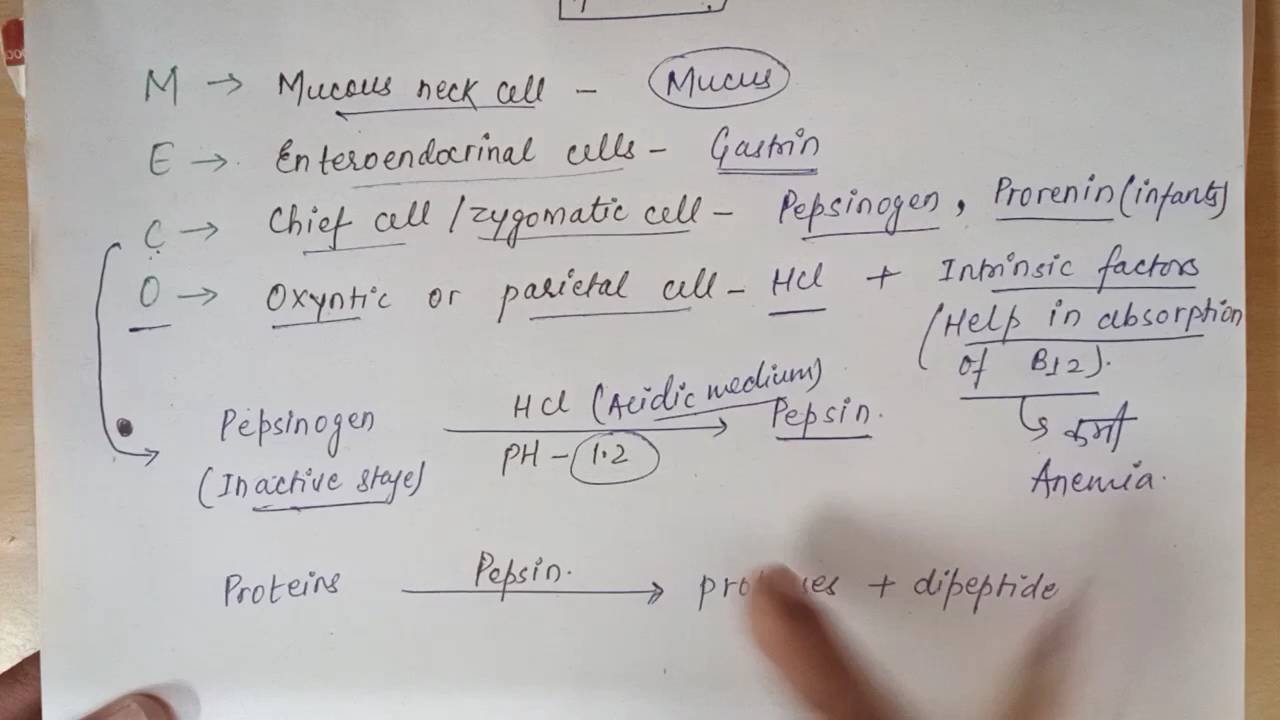 M → Mucous neck cell - Mucus
E → Enteroendocrinal cells - Gastrin
C → Chief cell / zygomatic cell - Pepsinogen, Prorenin (infants)
O → Oxyntic or parietal cell - HCl + Intrinsic factors
(Help in absorption
of B12).
कमी
Anemia.
HCl (Acidic medium)
Pepsinogen → Pepsin.
PH - 1.2
(Inactive stage)
Pepsin.
Proteins → + dipeptide